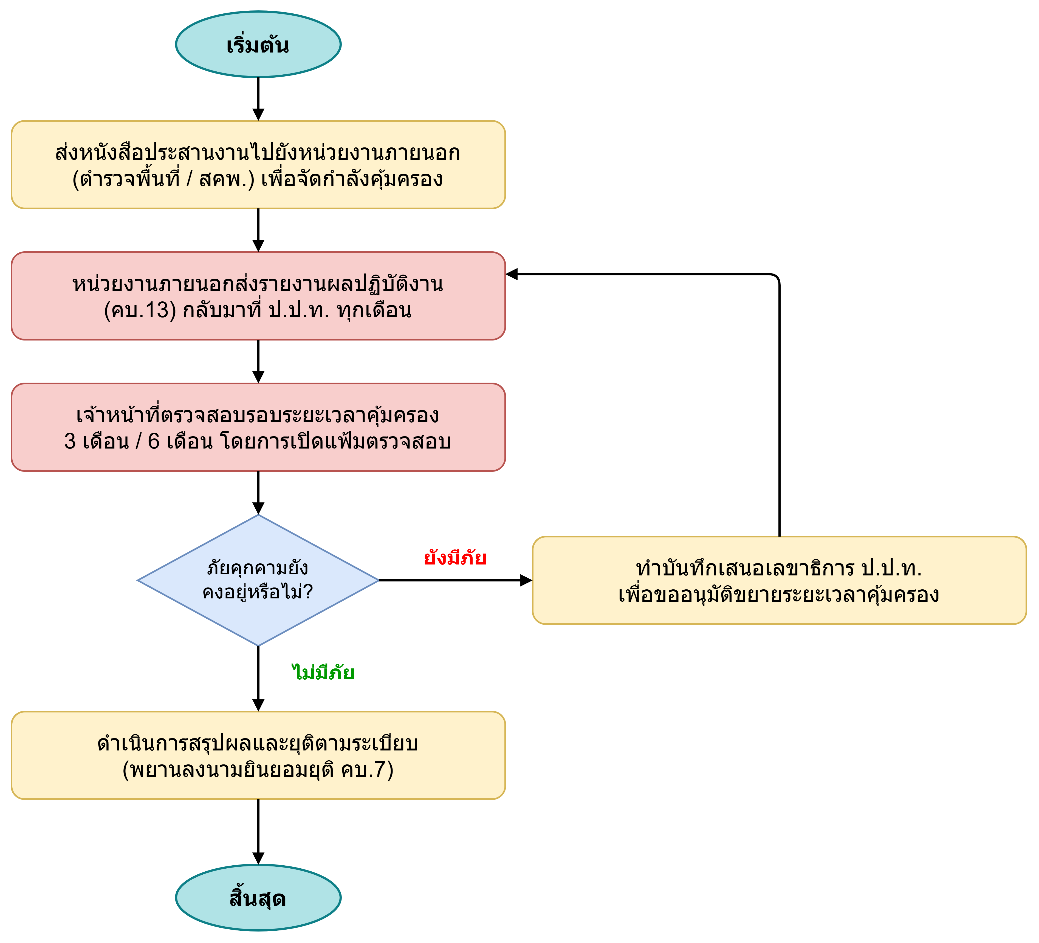 เริ่มต้น
ส่งหนังสือประสานงานไปยังหน่วยงานภายนอก
(ตำรวจพื้นที่ / สคพ.) เพื่อจัดกำลังคุ้มครอง
หน่วยงานภายนอกส่งรายงานผลปฏิบัติงาน
(คบ.13) กลับมาที่ ป.ป.ท. ทุกเดือน
เจ้าหน้าที่ตรวจสอบรอบระยะเวลาคุ้มครอง
3 เดือน / 6 เดือน โดยการเปิดแฟ้มตรวจสอบ
ภัยคุกคามยัง
คงอยู่หรือไม่?
ยังมีภัย
ทำบันทึกเสนอเลขาธิการ ป.ป.ท.
เพื่อขออนุมัติขยายระยะเวลาคุ้มครอง
ไม่มีภัย
ดำเนินการสรุปผลและยุติตามระเบียบ
(พยานลงนามยินยอมยุติ คบ.7)
สิ้นสุด